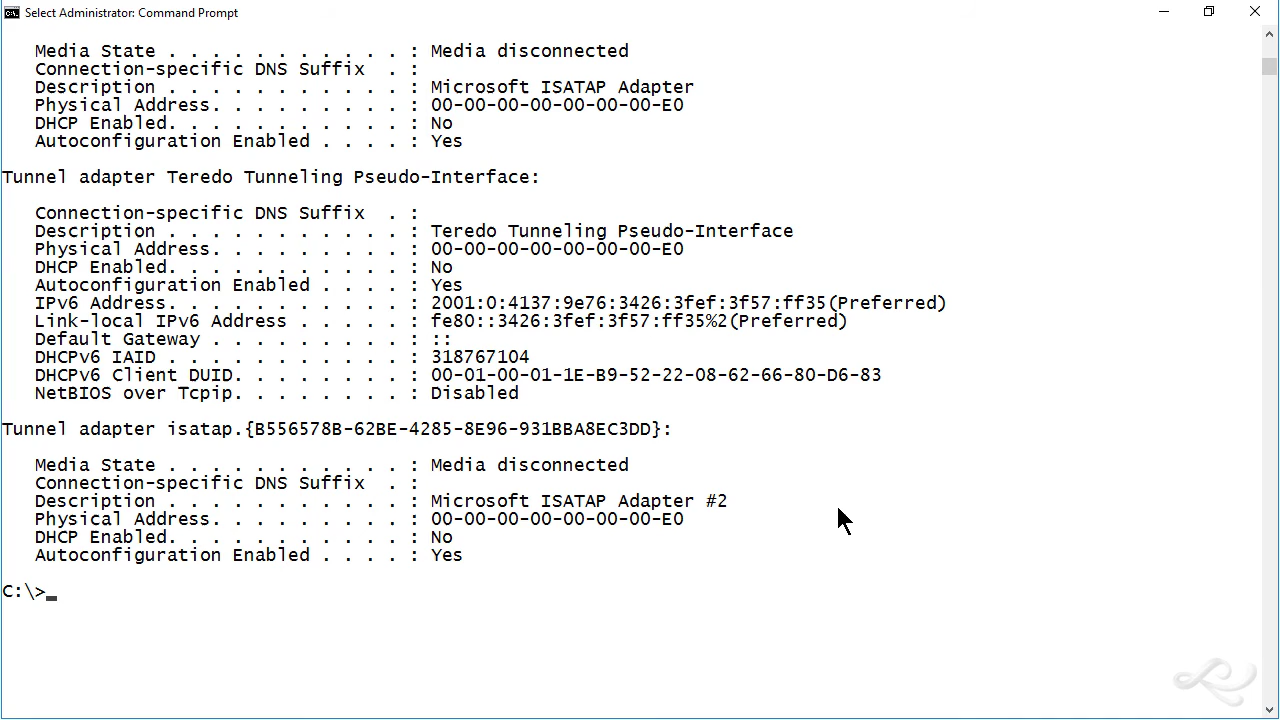 Select Administrator: Command Prompt
Media State . . . . . . . . . . . : Media disconnected
Connection-specific DNS Suffix  . :
Description . . . . . . . . . . . : Microsoft ISATAP Adapter
Physical Address. . . . . . . . . : 00-00-00-00-00-00-00-E0
DHCP Enabled. . . . . . . . . . . : No
Autoconfiguration Enabled . . . . : Yes
Tunnel adapter Teredo Tunneling Pseudo-Interface:
Connection-specific DNS Suffix  . :
Description . . . . . . . . . . . : Teredo Tunneling Pseudo-Interface
Physical Address. . . . . . . . . : 00-00-00-00-00-00-00-E0
DHCP Enabled. . . . . . . . . . . : No
Autoconfiguration Enabled . . . . : Yes
IPv6 Address. . . . . . . . . . . : 2001:0:4137:9e76:3426:3fef:3f57:ff35(Preferred)
Link-local IPv6 Address . . . . . : fe80::3426:3fef:3f57:ff35%2(Preferred)
Default Gateway . . . . . . . . . : ::
DHCPv6 IAID . . . . . . . . . . . : 318767104
DHCPv6 Client DUID. . . . . . . . : 00-01-00-01-1E-B9-52-22-08-62-66-80-D6-83
NetBIOS over Tcpip. . . . . . . . : Disabled
Tunnel adapter isatap.{B556578B-62BE-4285-8E96-931BBA8EC3DD}:
Media State . . . . . . . . . . . : Media disconnected
Connection-specific DNS Suffix  . :
Description . . . . . . . . . . . : Microsoft ISATAP Adapter #2
Physical Address. . . . . . . . . : 00-00-00-00-00-00-00-E0
DHCP Enabled. . . . . . . . . . . : No
Autoconfiguration Enabled . . . . : Yes
C:\>_